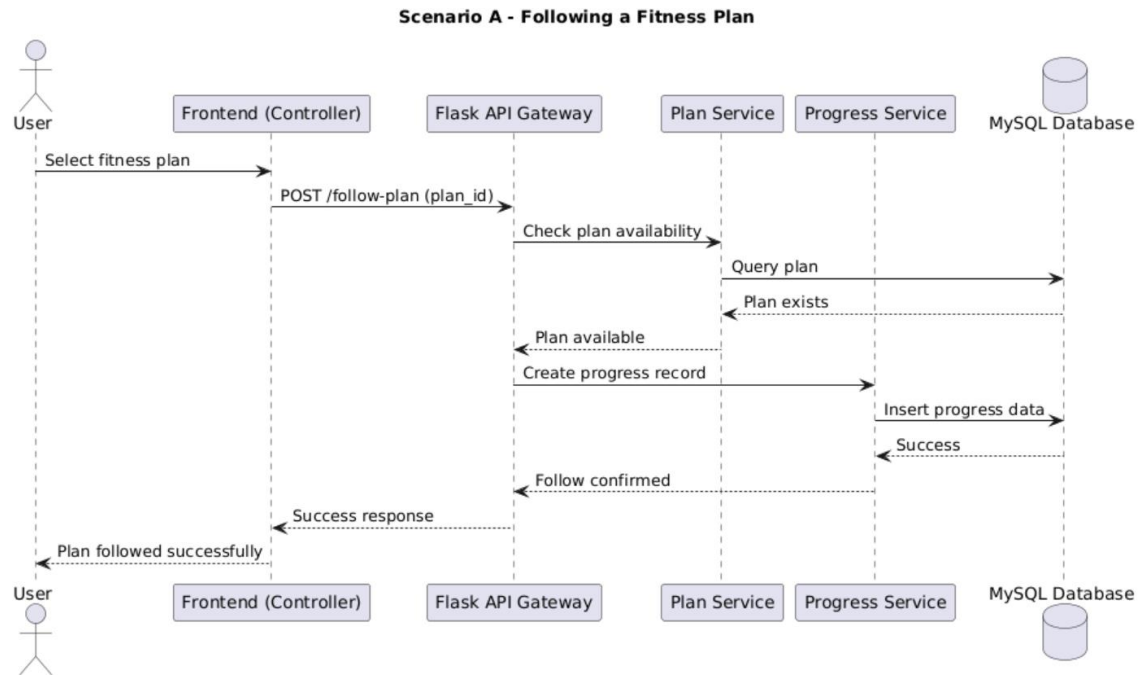 Scenario A - Following a Fitness Plan
User
Frontend (Controller)
Flask API Gateway
Plan Service
Progress Service
MySQL Database
Select fitness plan
POST /follow-plan (plan_id)
Check plan availability
Query plan
Plan exists
Plan available
Create progress record
Insert progress data
Success
Follow confirmed
Success response
Plan followed successfully
User
Frontend (Controller)
Flask API Gateway
Plan Service
Progress Service
MySQL Database